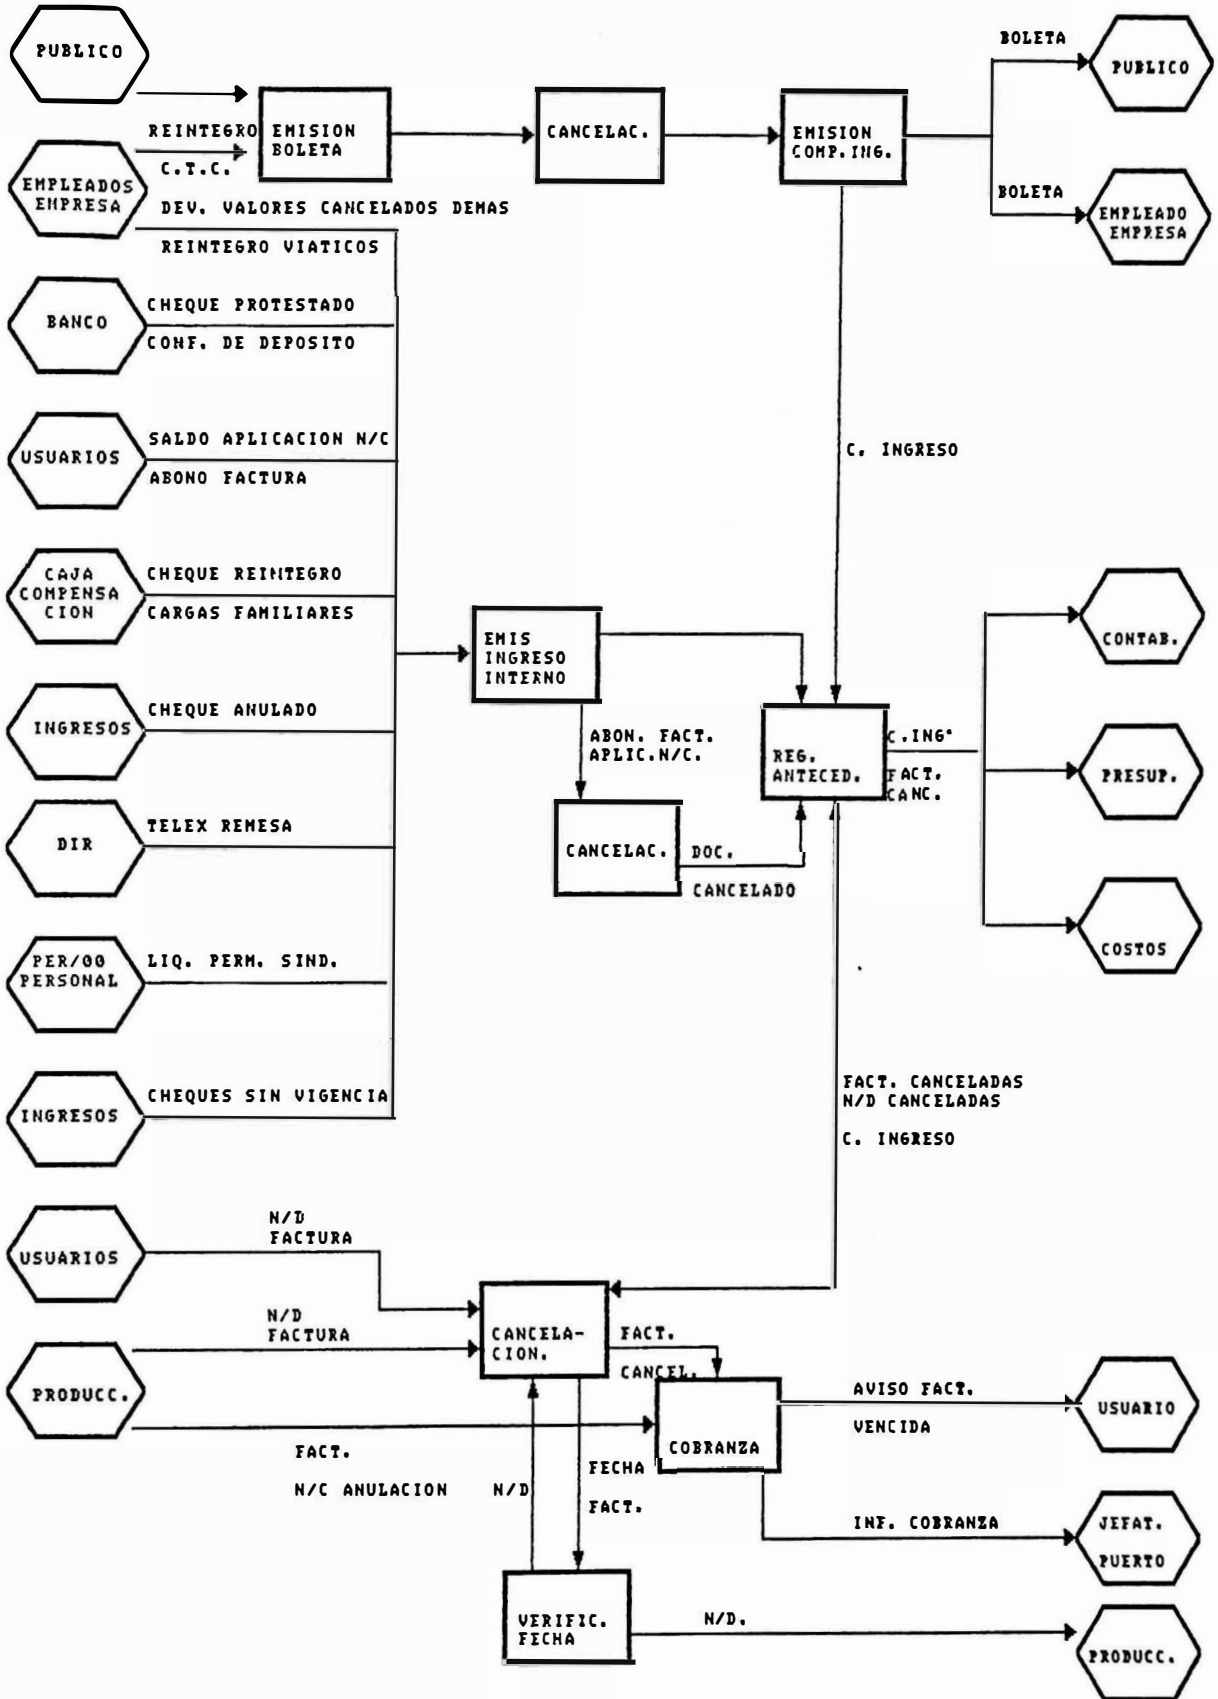 PUBLICO
BOLETA
PUBLICO
REINTEGRO
C.T.C.
EMISION
BOLETA
CANCELAC.
EMISION
COMP.ING.
EMPLEADOS
EMPRESA
BOLETA
EMPLEADO
EMPRESA
DEV. VALORES CANCELADOS DEMAS
REINTEGRO VIATICOS
BANCO
CHEQUE PROTESTADO
CONF. DE DEPOSITO
USUARIOS
SALDO APLICACION N/C
ABONO FACTURA
C. INGRESO
CAJA
COMPENSA
CION
CHEQUE REINTEGRO
CARGAS FAMILIARES
EMIS
INGRESO
INTERNO
CONTAB.
INGRESOS
CHEQUE ANULADO
ABON. FACT.
APLIC.N/C.
REG.
ANTECED.
C.ING°
FACT.
CANC.
PRESUP.
DIR
TELEX REMESA
CANCELAC.
DOC.
CANCELADO
COSTOS
PER/OO
PERSONAL
LIQ. PERM. SIND.
INGRESOS
CHEQUES SIN VIGENCIA
FACT. CANCELADAS
N/D CANCELADAS
C. INGRESO
USUARIOS
N/D
FACTURA
N/D
FACTURA
CANCELA-
CION.
FACT.
CANCEL.
PRODUCC.
COBRANZA
AVISO FACT.
VENCIDA
USUARIO
FACT.
N/C ANULACION
N/D
FECHA
FACT.
INF. COBRANZA
JEFAT.
PUERTO
VERIFIC.
FECHA
N/D.
PRODUCC.